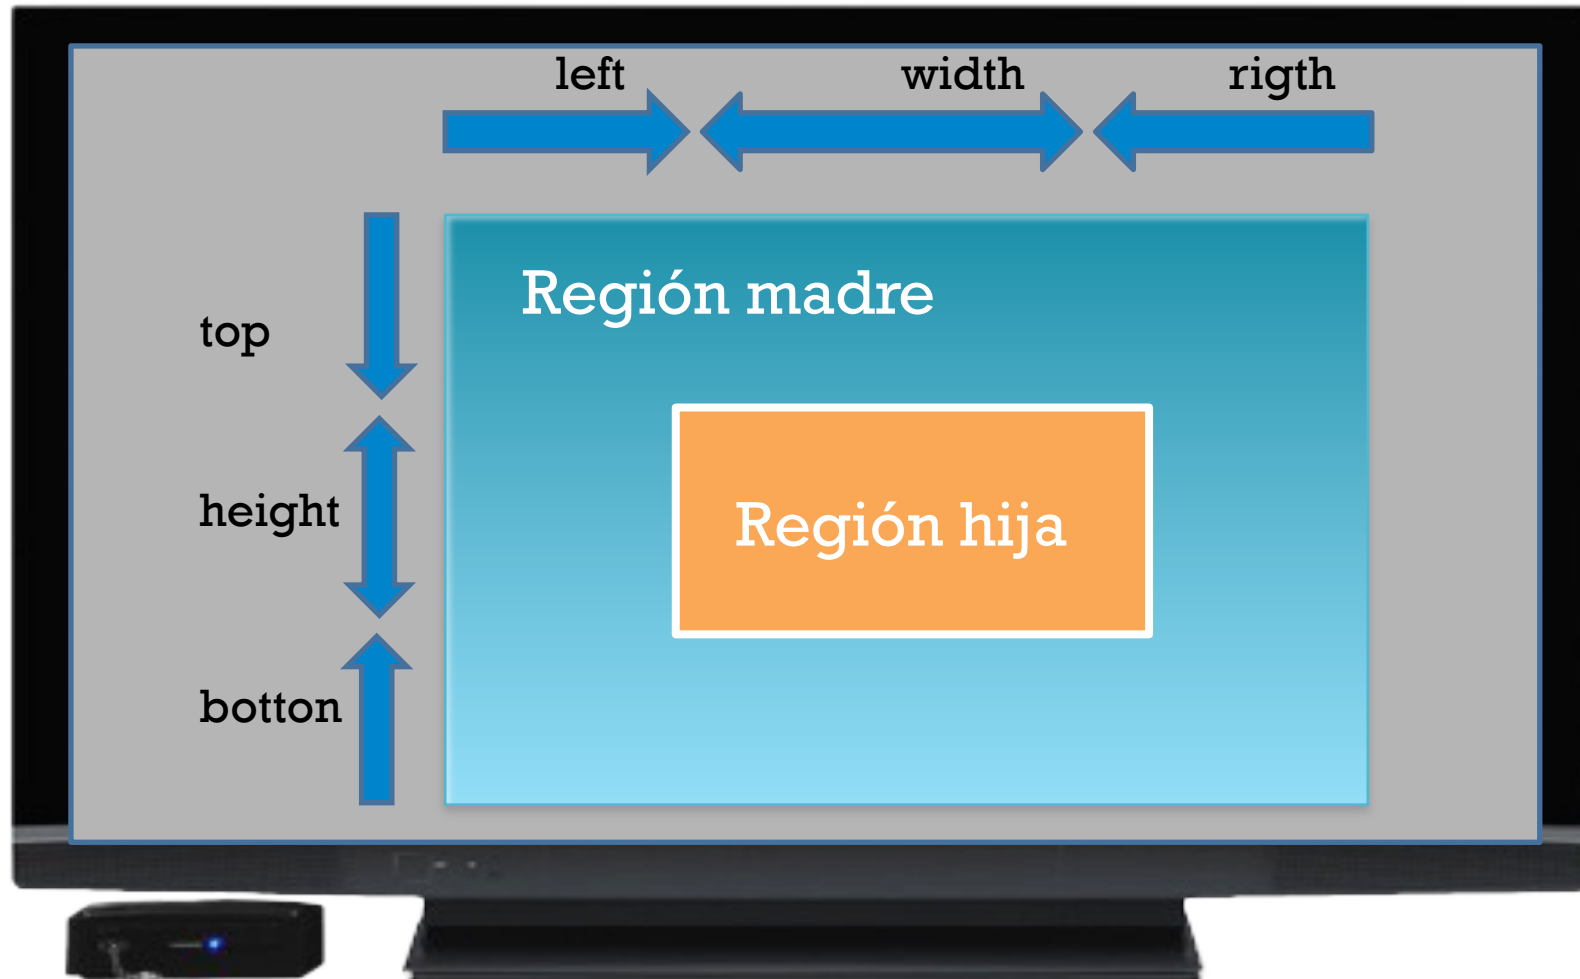 left width rigth
Región madre
top
height
Región hija
botton